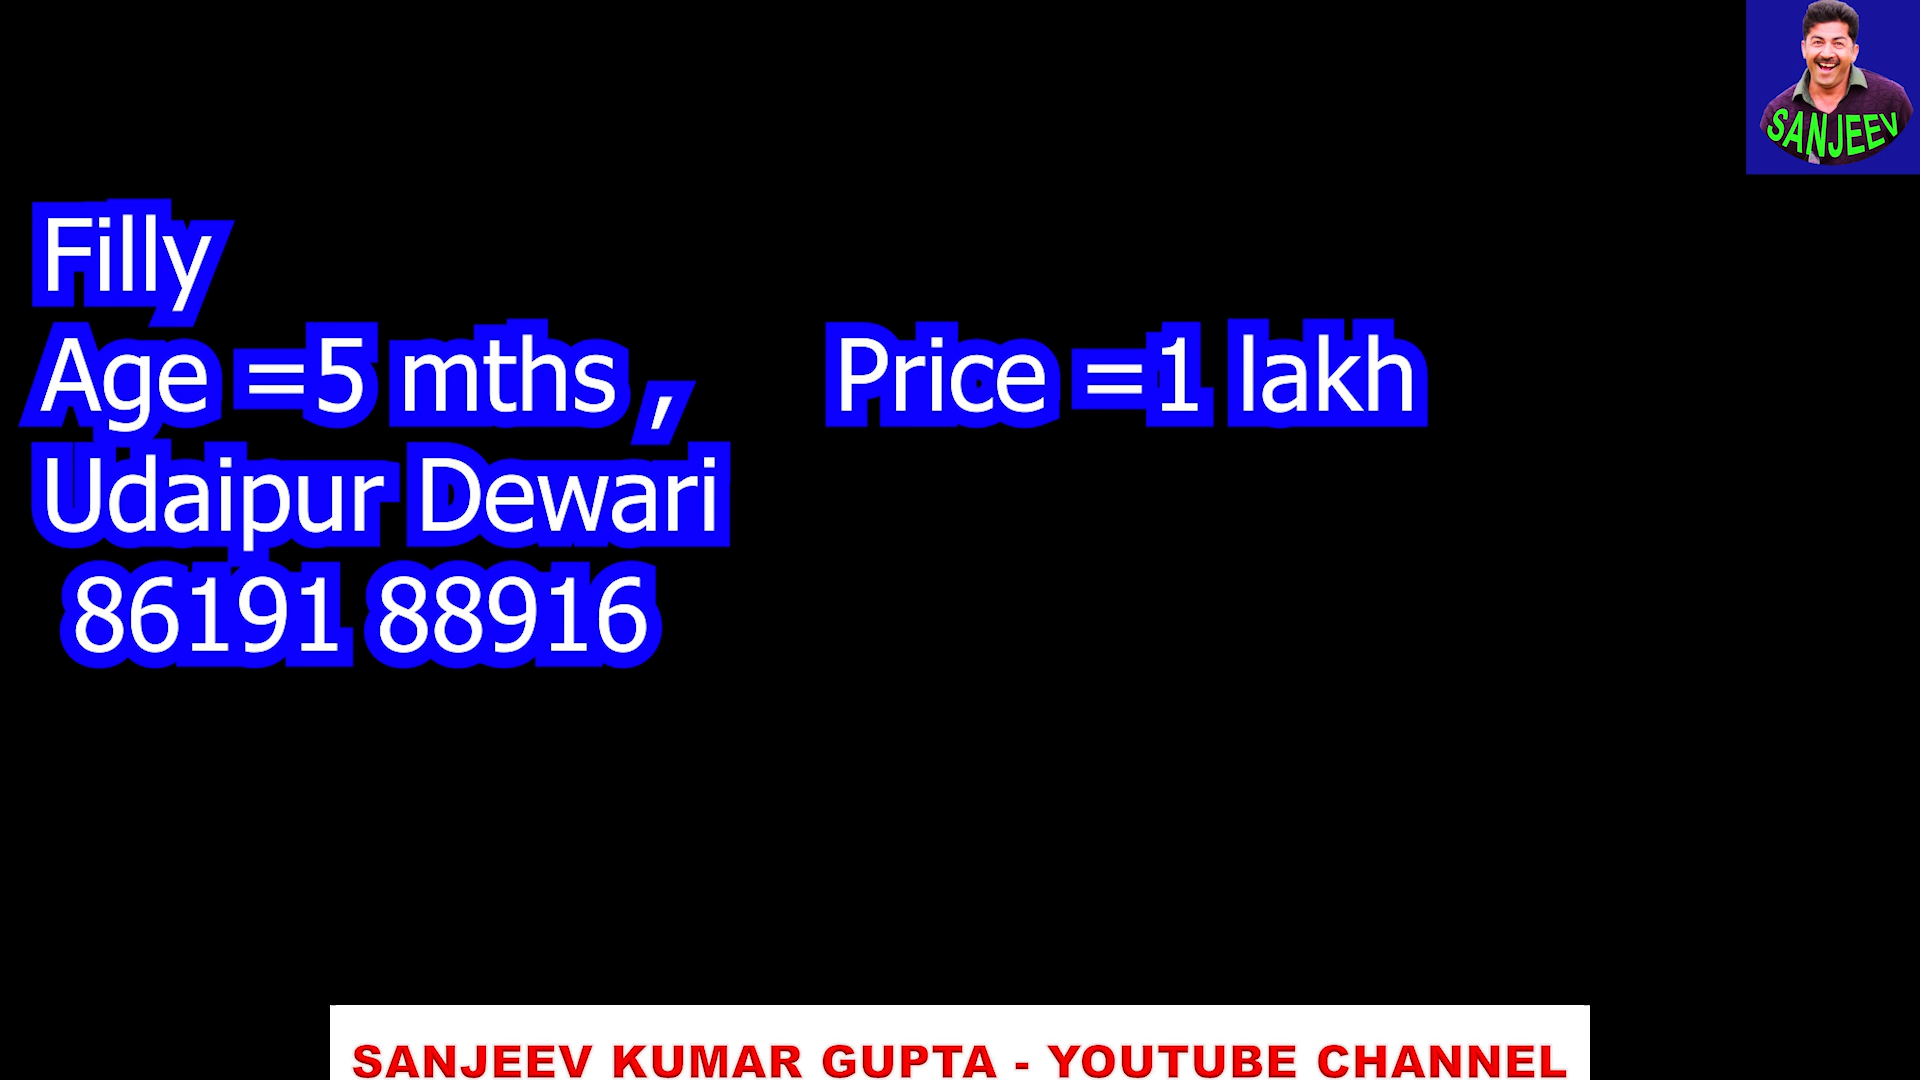 SANJEEV
Filly
Age =5 mths , Price =1 lakh
Udaipur Dewari
86191 88916
SANJEEV KUMAR GUPTA - YOUTUBE CHANNEL